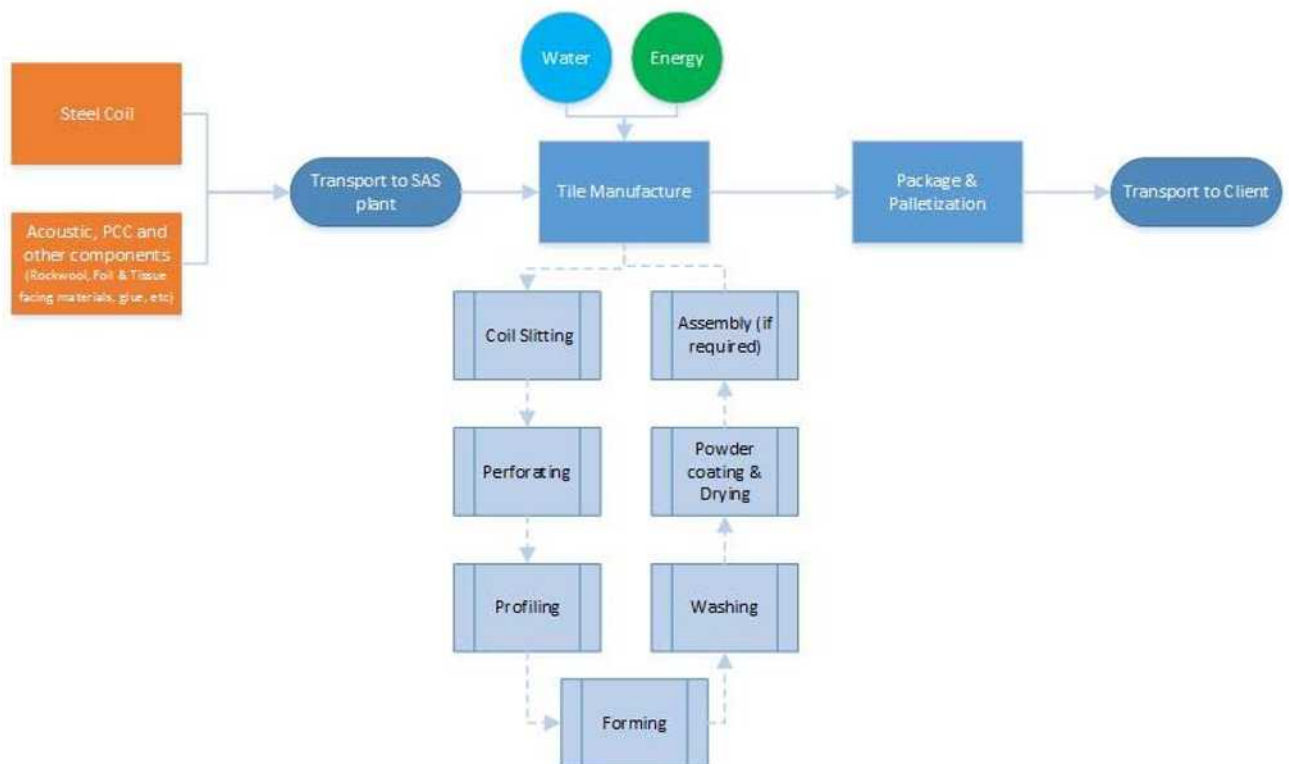 Water
Energy
Steel Coil
Transport to SAS
plant
Tile Manufacture
Package &
Palletization
Transport to Client
Acoustic, PCC and
other components
(Rockwool, Foil & Tissue
facing materials, glue, etc)
Coil Slitting
Perforating
Profiling
Forming
Washing
Powder
coating &
Drying
Assembly (if
required)